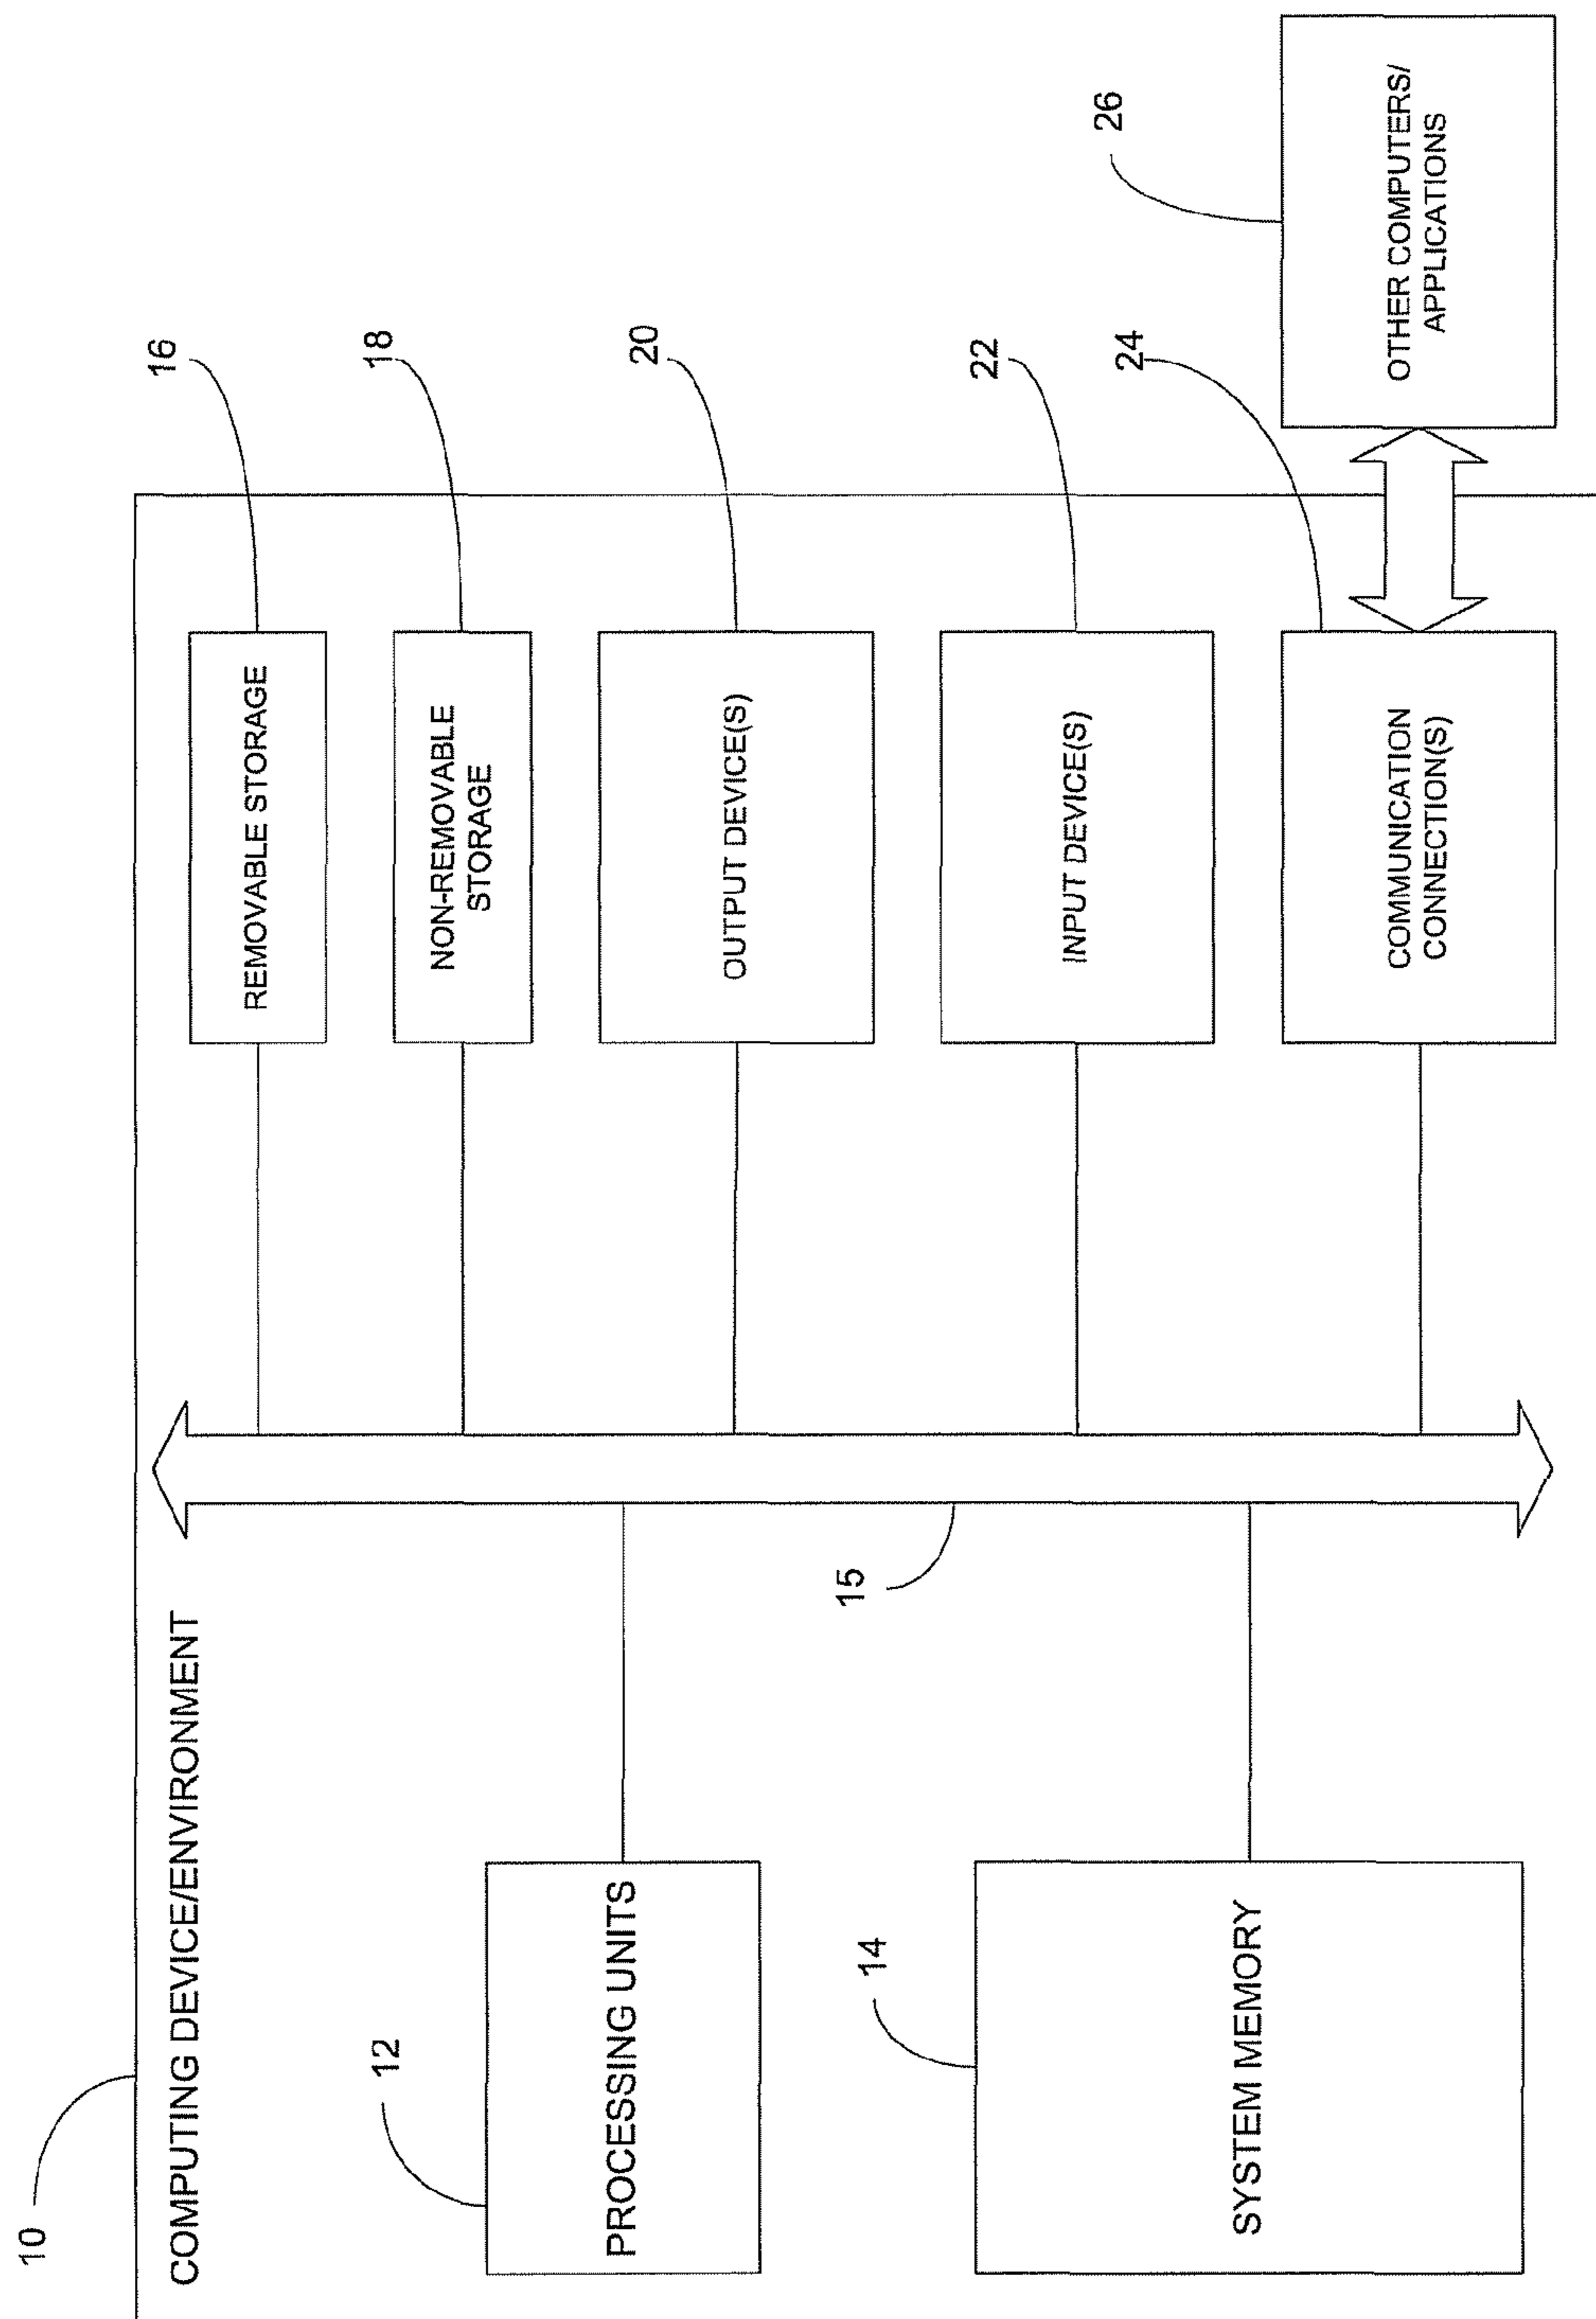 10
COMPUTING DEVICE/ENVIRONMENT
12
PROCESSING UNITS
14
SYSTEM MEMORY
15
16
REMOVABLE STORAGE
18
NON-REMOVABLE
STORAGE
20
OUTPUT DEVICE(S)
22
INPUT DEVICE(S)
24
COMMUNICATION
CONNECTION(S)
26
OTHER COMPUTERS/
APPLICATIONS